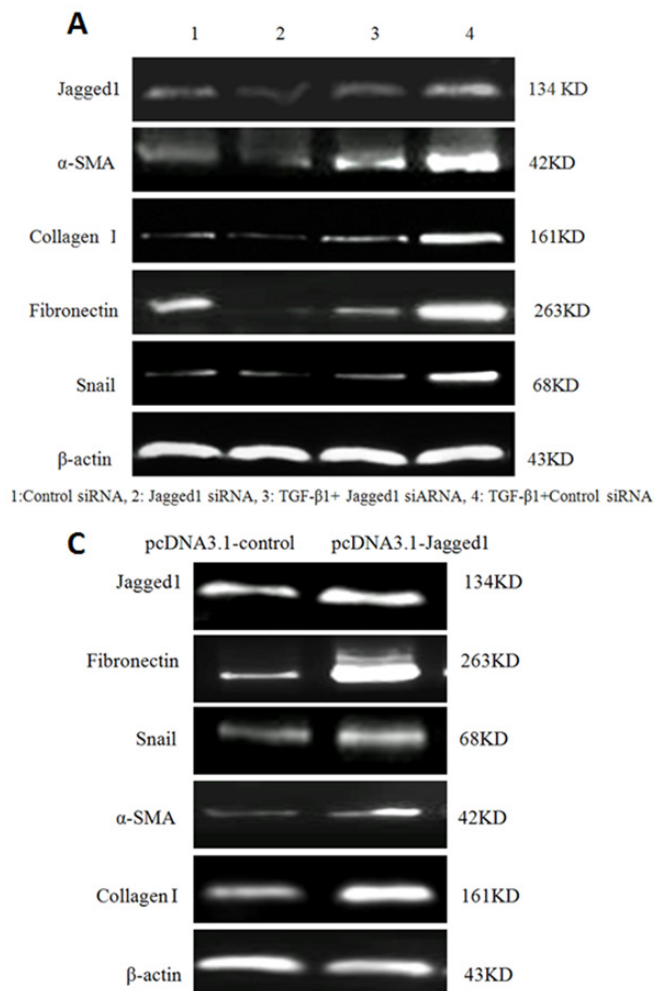 A
1 2 3 4
Jagged1 134 KD
α-SMA 42KD
Collagen I 161KD
Fibronectin 263KD
Snail 68KD
β-actin 43KD
1:Control siRNA, 2: Jagged1 siRNA, 3: TGF-β1+ Jagged1 siARNA, 4: TGF-β1+Control siRNA
C
pcDNA3.1-control pcDNA3.1-Jagged1
Jagged1 134KD
Fibronectin 263KD
Snail 68KD
α-SMA 42KD
Collagen I 161KD
β-actin 43KD